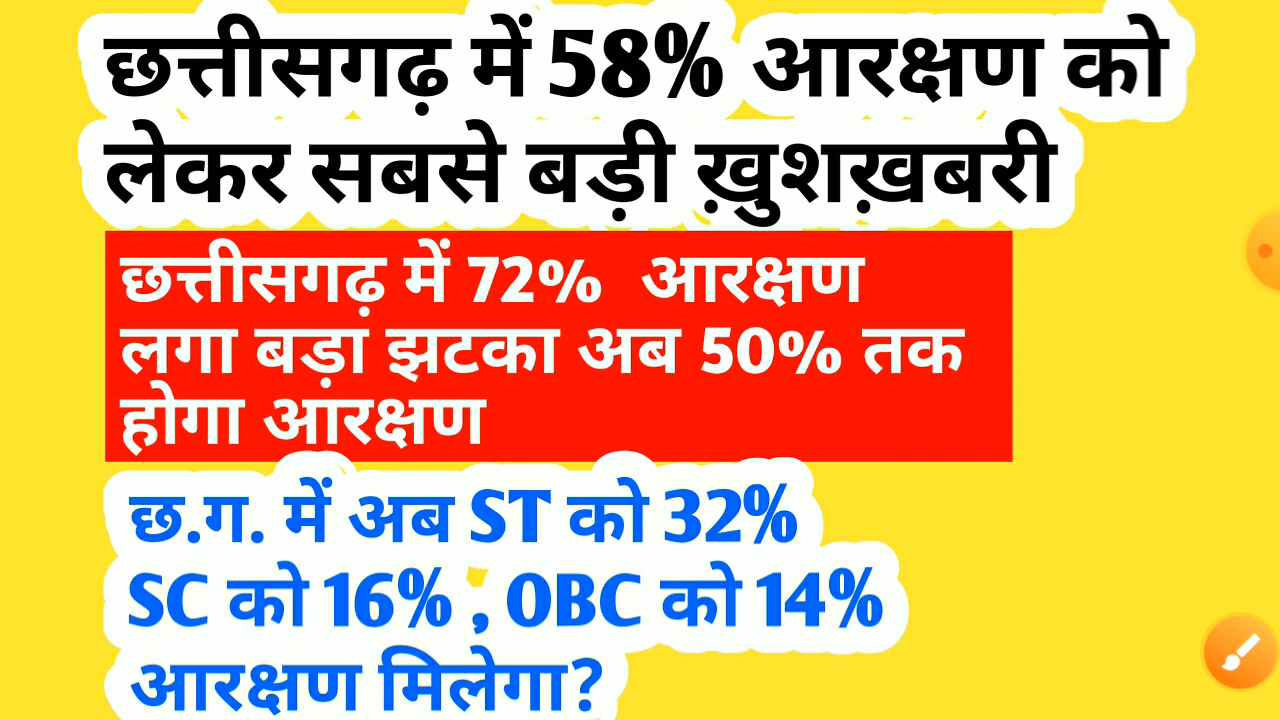 छत्तीसगढ़ में 58% आरक्षण को
लेकर सबसे बड़ी ख़ुशख़बरी
छत्तीसगढ़ में 72% आरक्षण
लगा बड़ा झटका अब 50% तक
होगा आरक्षण
छ.ग. में अब ST को 32%
SC को 16% , OBC को 14%
आरक्षण मिलेगा?